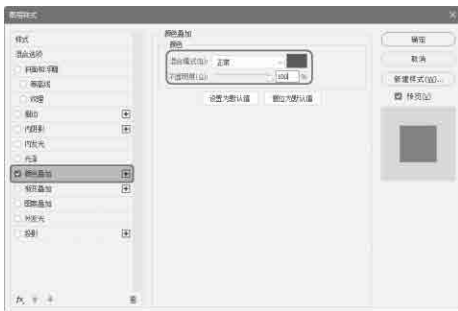 图层样式
样式
混合选项
斜面和浮雕
等高线
纹理
描边
内阴影
内发光
光泽
颜色叠加
渐变叠加
图案叠加
外发光
投影
fx
颜色叠加
颜色
混合模式(B): 正常
不透明度(A): 100 %
设置为默认值 复位为默认值
确定
取消
新建样式(W)...
预览(V)